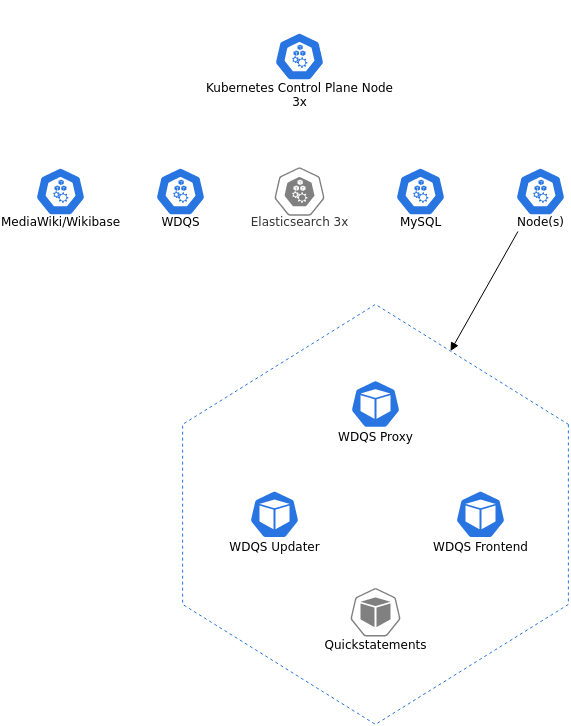 Kubernetes Control Plane Node
3x
MediaWiki/Wikibase
WDQS
Elasticsearch 3x
MySQL
Node(s)
WDQS Proxy
WDQS Updater
WDQS Frontend
Quickstatements